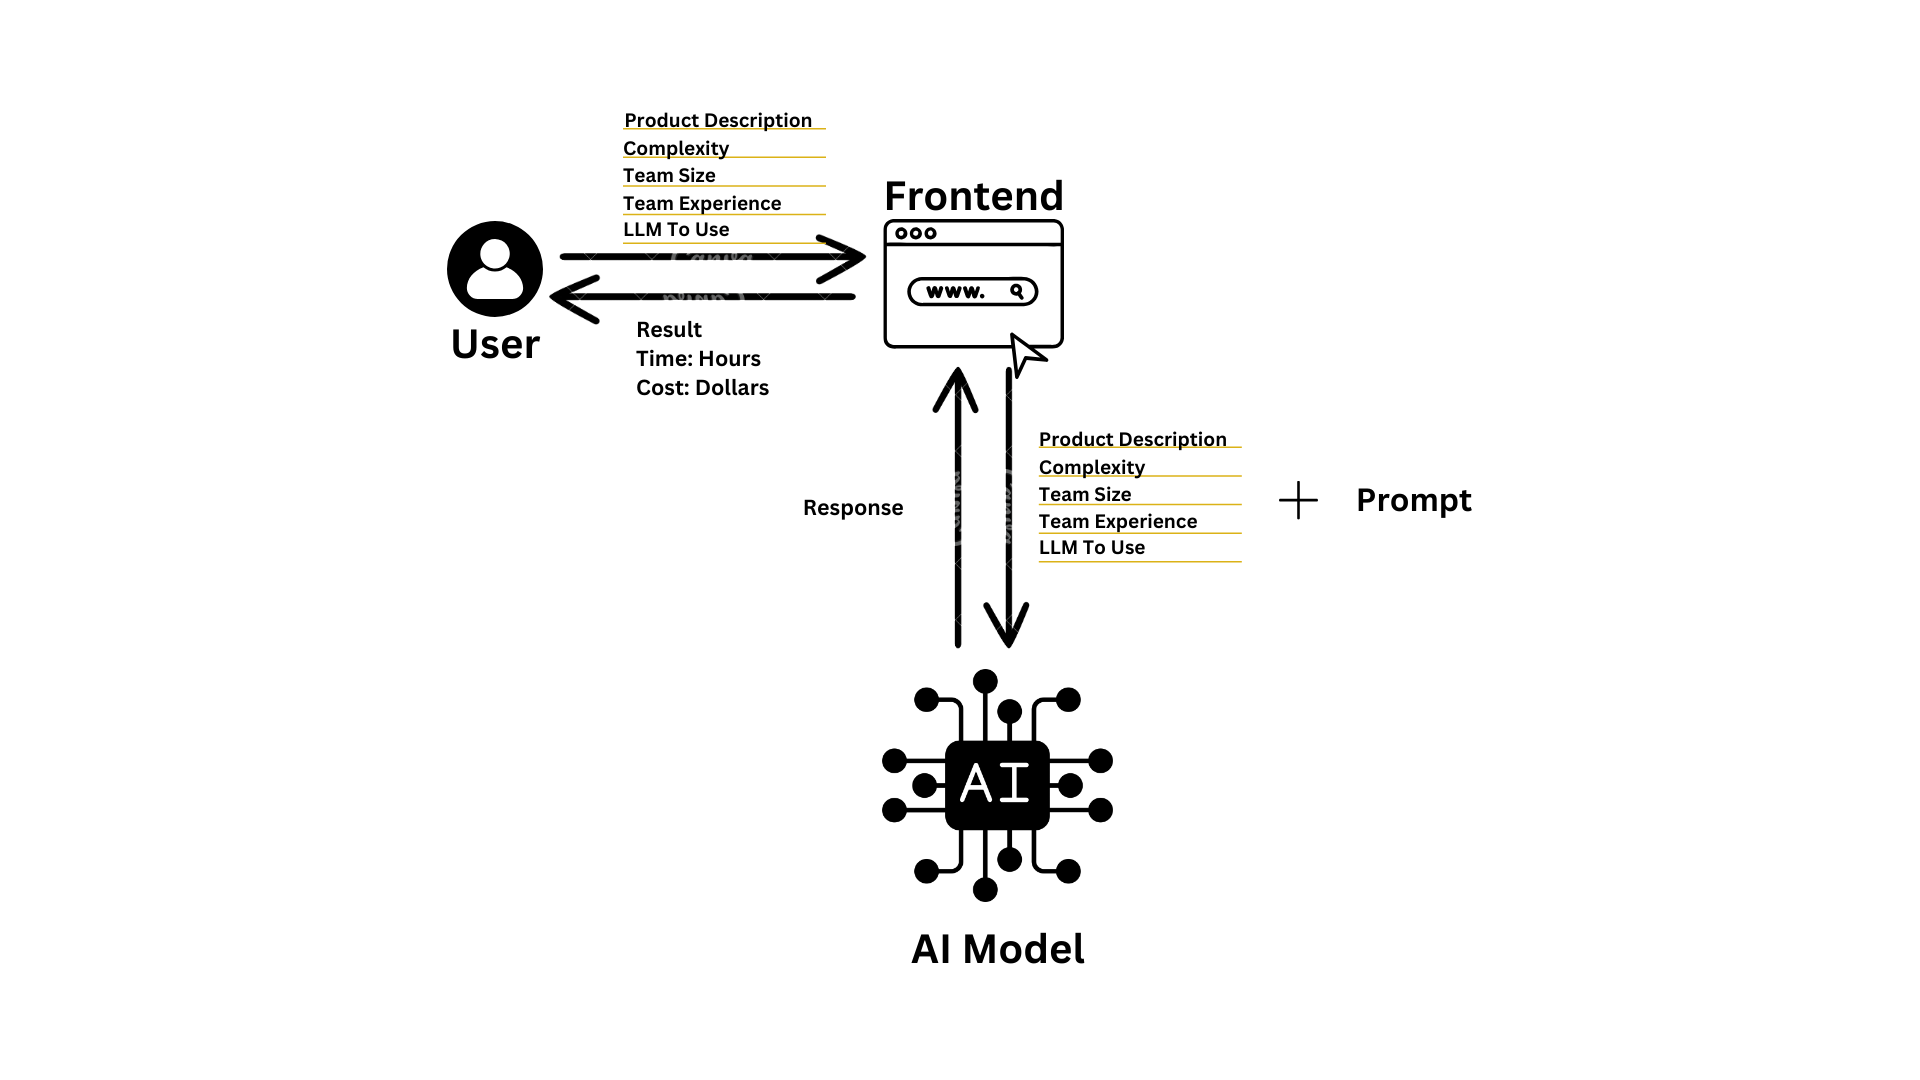 Product Description
Complexity
Team Size
Team Experience
LLM To Use
Frontend
www.
User
Result
Time: Hours
Cost: Dollars
Response
Product Description
Complexity
Team Size
Team Experience
LLM To Use
Prompt
AI
AI Model